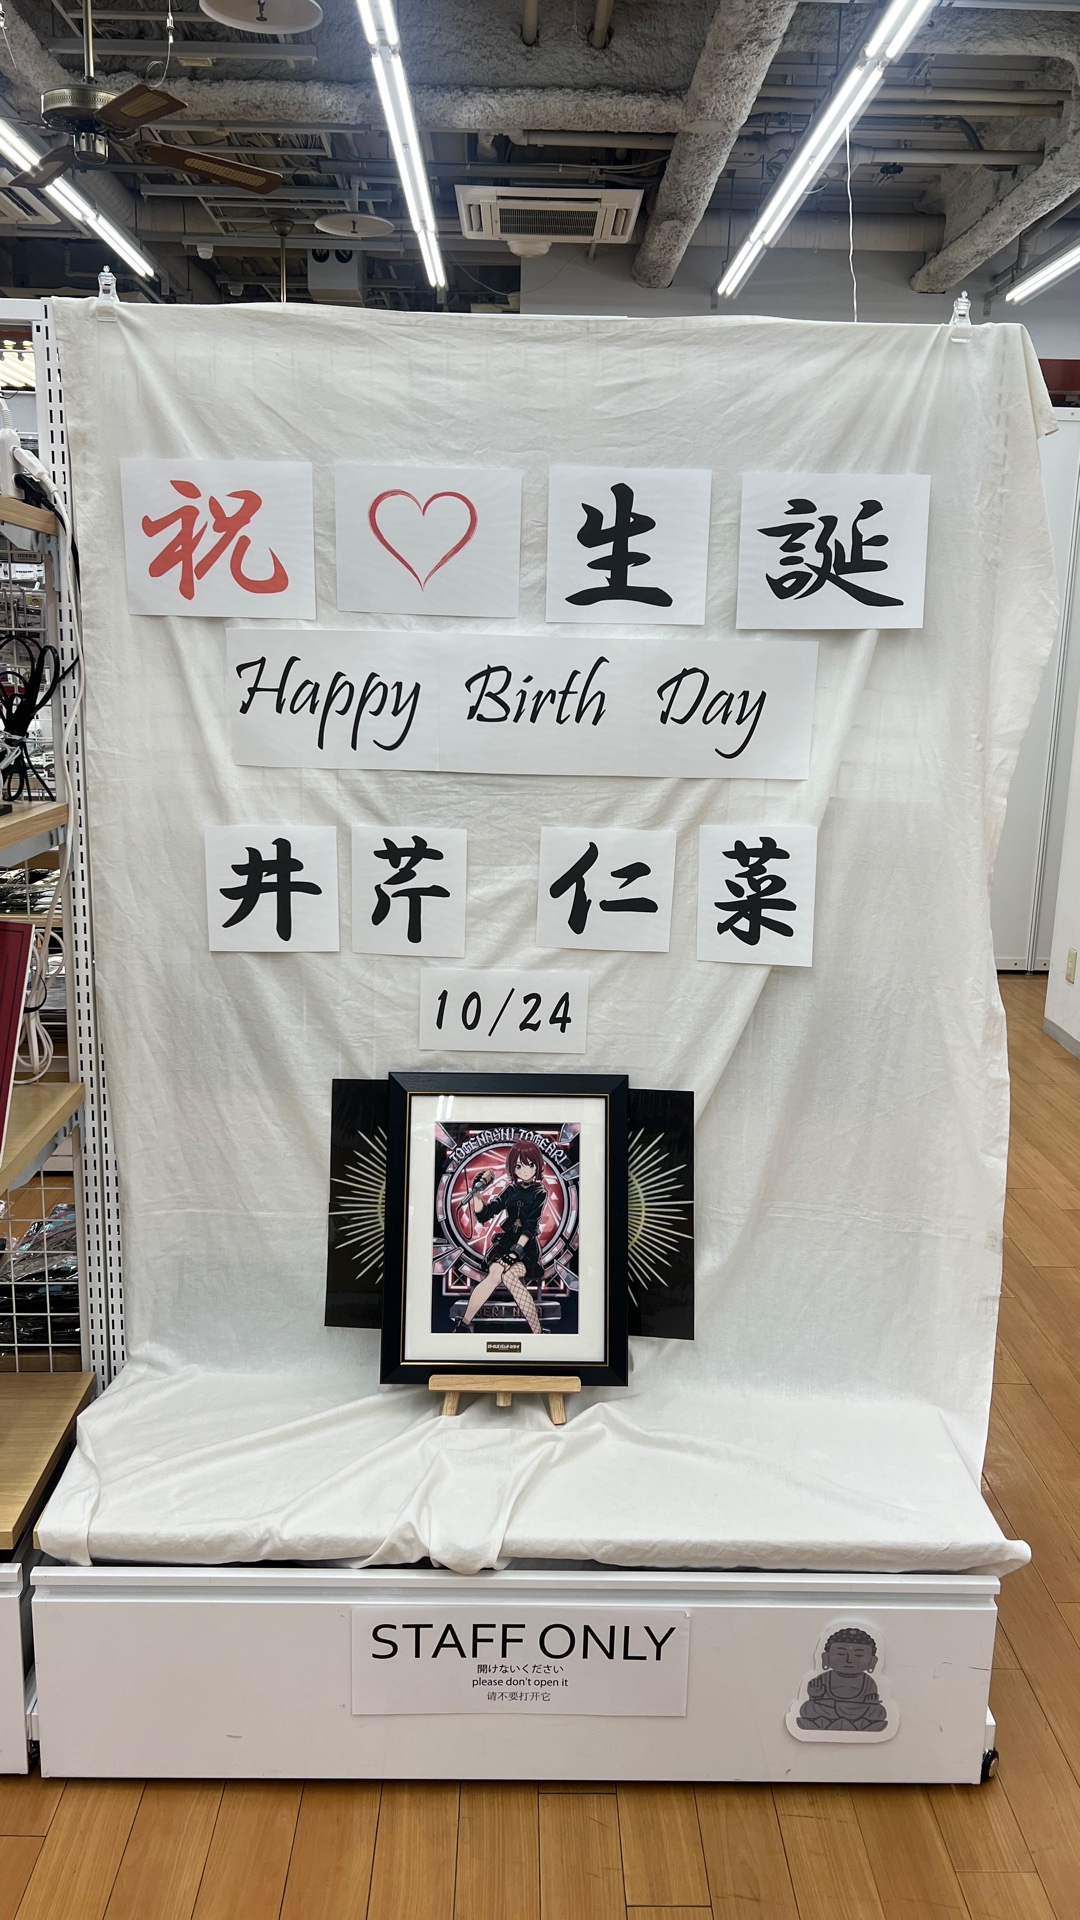 祝♡生誕
Happy Birth Day
井芹 仁菜
10/24
TOGENASHI TOGEARI
STAFF ONLY
開けないください
please don't open it
请不要打开它